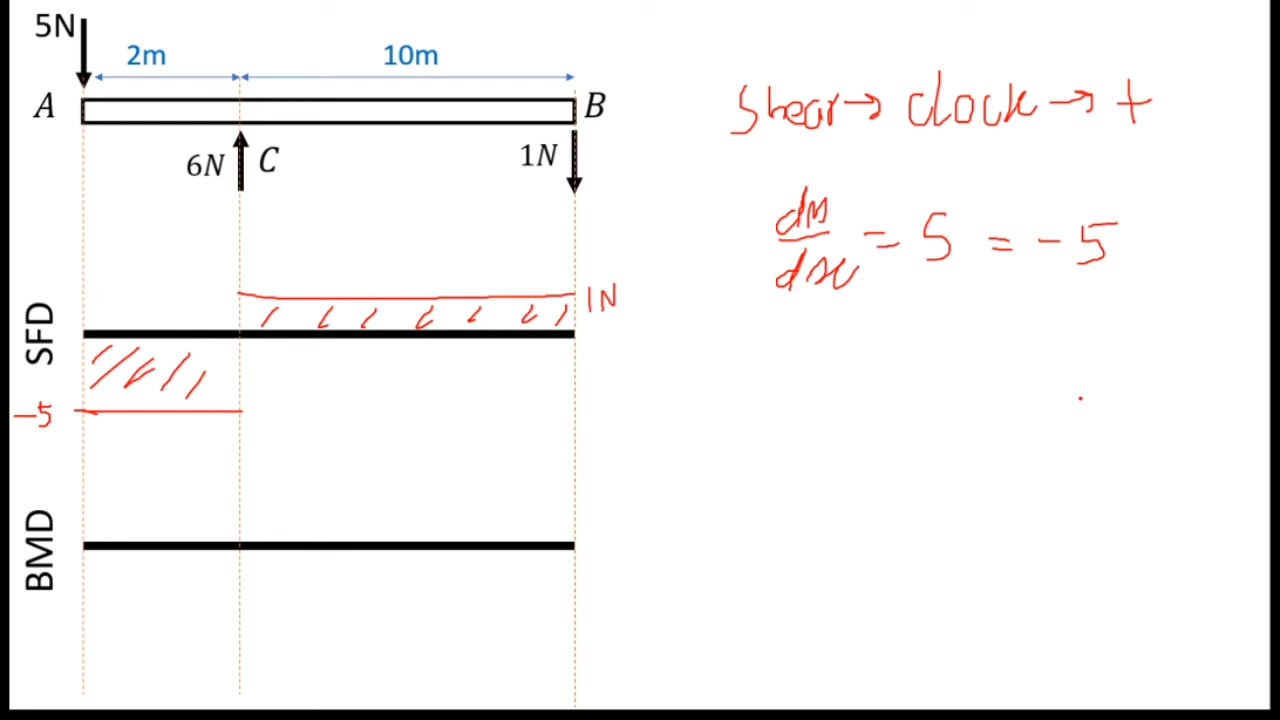 5N
2m
10m
A
B
6N
C
1N
shear → clock → +
dM/dx = 5 = -5
SFD
1N
-5
BMD